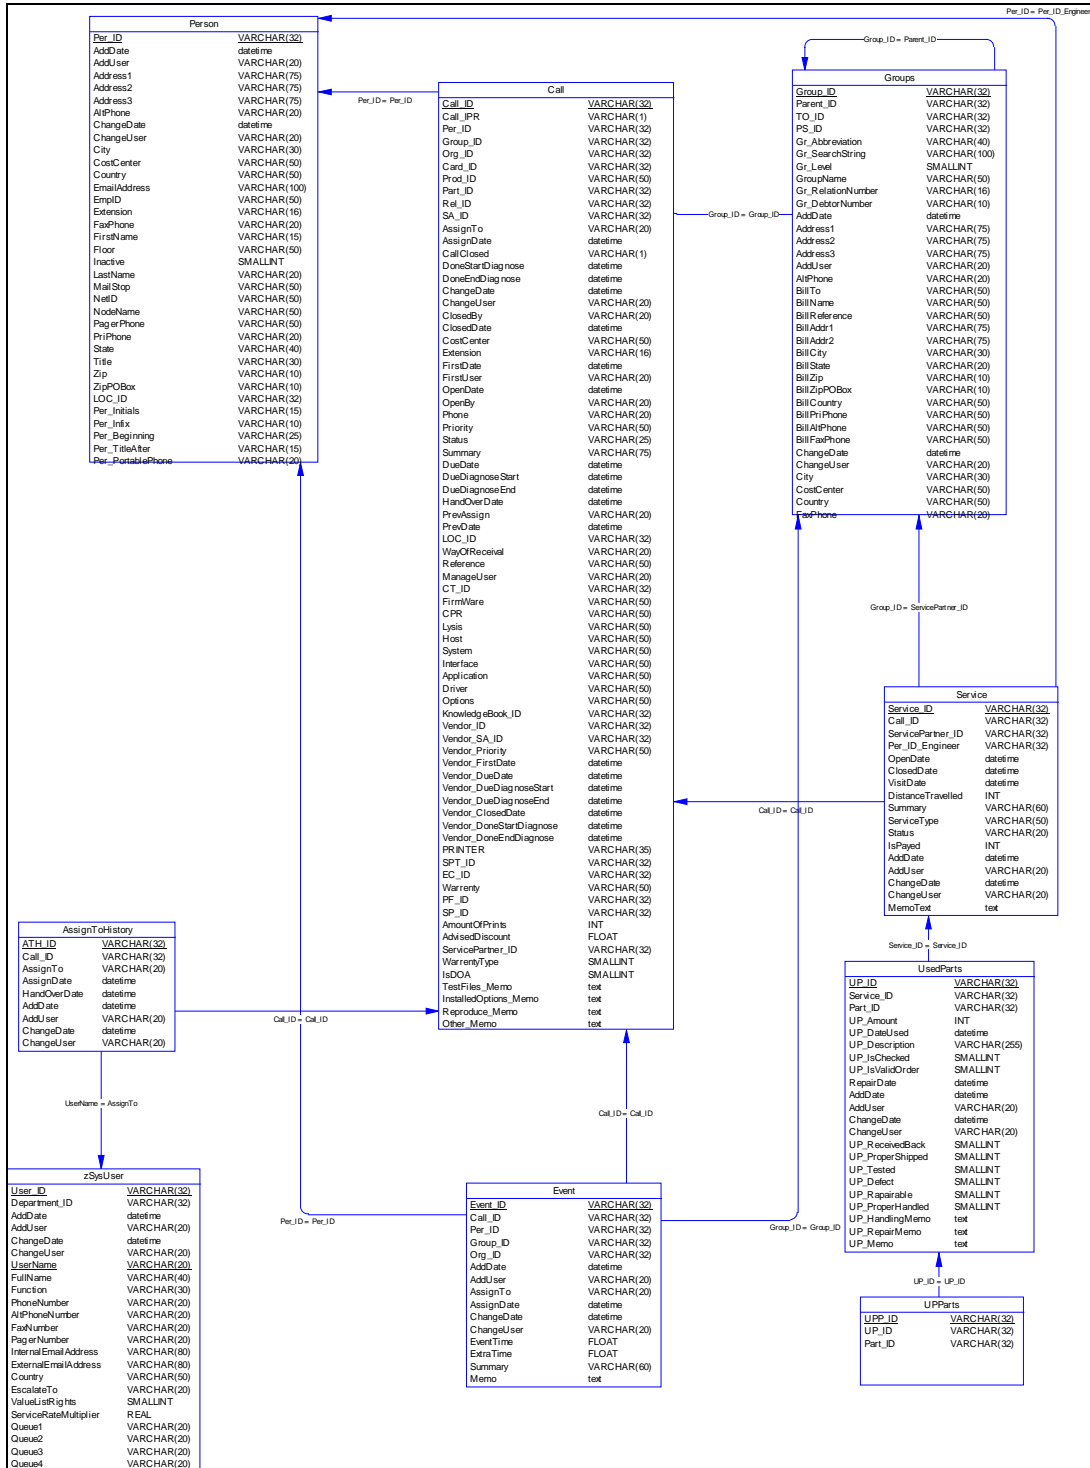 Per_ID = Per_ID_Engineer
Person
Per_ID VARCHAR(32)
AddDate datetime
AddUser VARCHAR(20)
Address1 VARCHAR(75)
Address2 VARCHAR(75)
Address3 VARCHAR(75)
AltPhone VARCHAR(20)
ChangeDate datetime
ChangeUser VARCHAR(20)
City VARCHAR(30)
CostCenter VARCHAR(50)
Country VARCHAR(50)
EmailAddress VARCHAR(100)
EmpID VARCHAR(50)
Extension VARCHAR(16)
FaxPhone VARCHAR(20)
FirstName VARCHAR(15)
Floor VARCHAR(50)
Inactive SMALLINT
LastName VARCHAR(20)
MailStop VARCHAR(50)
NetID VARCHAR(50)
NodeName VARCHAR(50)
PagerPhone VARCHAR(50)
PriPhone VARCHAR(20)
State VARCHAR(40)
Title VARCHAR(30)
Zip VARCHAR(10)
ZipPOBox VARCHAR(10)
LOC_ID VARCHAR(32)
Per_Initials VARCHAR(15)
Per_Infix VARCHAR(10)
Per_Beginning VARCHAR(25)
Per_TitleAfter VARCHAR(15)
Per_PortablePhone VARCHAR(20)
Per_ID = Per_ID
Call
Call_ID VARCHAR(32)
Call_IPR VARCHAR(1)
Per_ID VARCHAR(32)
Group_ID VARCHAR(32)
Org_ID VARCHAR(32)
Card_ID VARCHAR(32)
Prod_ID VARCHAR(50)
Part_ID VARCHAR(32)
Rel_ID VARCHAR(32)
SA_ID VARCHAR(32)
AssignTo VARCHAR(20)
AssignDate datetime
CallClosed VARCHAR(1)
DoneStartDiagnose datetime
DoneEndDiagnose datetime
ChangeDate datetime
ChangeUser VARCHAR(20)
ClosedBy VARCHAR(20)
ClosedDate datetime
CostCenter VARCHAR(50)
Extension VARCHAR(16)
FirstDate datetime
FirstUser VARCHAR(20)
OpenDate datetime
OpenBy VARCHAR(20)
Phone VARCHAR(20)
Priority VARCHAR(50)
Status VARCHAR(25)
Summary VARCHAR(75)
DueDate datetime
DueDiagnoseStart datetime
DueDiagnoseEnd datetime
HandOverDate datetime
PrevAssign VARCHAR(20)
PrevDate datetime
LOC_ID VARCHAR(32)
WayOfReceival VARCHAR(20)
Reference VARCHAR(50)
ManageUser VARCHAR(20)
CT_ID VARCHAR(32)
FirmWare VARCHAR(50)
CPR VARCHAR(50)
Lysis VARCHAR(50)
Host VARCHAR(50)
System VARCHAR(50)
Interface VARCHAR(50)
Application VARCHAR(50)
Driver VARCHAR(50)
Options VARCHAR(50)
KnowledgeBook_ID VARCHAR(32)
Vendor_ID VARCHAR(32)
Vendor_SA_ID VARCHAR(32)
Vendor_Priority VARCHAR(50)
Vendor_FirstDate datetime
Vendor_DueDate datetime
Vendor_DueDiagnoseStart datetime
Vendor_DueDiagnoseEnd datetime
Vendor_ClosedDate datetime
Vendor_DoneStartDiagnose datetime
Vendor_DoneEndDiagnose datetime
PRINTER VARCHAR(35)
SPT_ID VARCHAR(32)
EC_ID VARCHAR(32)
Warrenty VARCHAR(50)
PF_ID VARCHAR(32)
SP_ID VARCHAR(32)
AmountOfPrints INT
AdvisedDiscount FLOAT
ServicePartner_ID VARCHAR(32)
WarrentyType SMALLINT
IsDOA SMALLINT
TestFiles_Memo text
InstalledOptions_Memo text
Reproduce_Memo text
Other_Memo text
Group_ID = Parent_ID
Group_ID = Group_ID
Groups
Group_ID VARCHAR(32)
Parent_ID VARCHAR(32)
TO_ID VARCHAR(32)
PS_ID VARCHAR(32)
Gr_Abbreviation VARCHAR(40)
Gr_SearchString VARCHAR(100)
Gr_Level SMALLINT
GroupName VARCHAR(50)
Gr_RelationNumber VARCHAR(16)
Gr_DebtorNumber VARCHAR(10)
AddDate datetime
Address1 VARCHAR(75)
Address2 VARCHAR(75)
Address3 VARCHAR(75)
AddUser VARCHAR(20)
AltPhone VARCHAR(20)
BillTo VARCHAR(50)
BillName VARCHAR(50)
BillReference VARCHAR(50)
BillAddr1 VARCHAR(75)
BillAddr2 VARCHAR(75)
BillCity VARCHAR(30)
BillState VARCHAR(20)
BillZip VARCHAR(10)
BillZipPOBox VARCHAR(10)
BillCountry VARCHAR(50)
BillPriPhone VARCHAR(50)
BillAltPhone VARCHAR(50)
BillFaxPhone VARCHAR(50)
ChangeDate datetime
ChangeUser VARCHAR(20)
City VARCHAR(30)
CostCenter VARCHAR(50)
Country VARCHAR(50)
FaxPhone VARCHAR(20)
Group_ID = ServicePartner_ID
Service
Service_ID VARCHAR(32)
Call_ID VARCHAR(32)
ServicePartner_ID VARCHAR(32)
Per_ID_Engineer VARCHAR(32)
OpenDate datetime
ClosedDate datetime
VisitDate datetime
DistanceTravelled INT
Summary VARCHAR(60)
ServiceType VARCHAR(50)
Status VARCHAR(20)
IsPayed INT
AddDate datetime
AddUser VARCHAR(20)
ChangeDate datetime
ChangeUser VARCHAR(20)
MemoText text
Call_ID = Call_ID
Service_ID = Service_ID
AssignToHistory
ATH_ID VARCHAR(32)
Call_ID VARCHAR(32)
AssignTo VARCHAR(20)
AssignDate datetime
HandOverDate datetime
AddDate datetime
AddUser VARCHAR(20)
ChangeDate datetime
ChangeUser VARCHAR(20)
Call_ID = Call_ID
UserName = AssignTo
UsedParts
UP_ID VARCHAR(32)
Service_ID VARCHAR(32)
Part_ID VARCHAR(32)
UP_Amount INT
UP_DateUsed datetime
UP_Description VARCHAR(255)
UP_IsChecked SMALLINT
UP_IsValidOrder SMALLINT
RepairDate datetime
AddDate datetime
AddUser VARCHAR(20)
ChangeDate datetime
ChangeUser VARCHAR(20)
UP_ReceivedBack SMALLINT
UP_ProperShipped SMALLINT
UP_Tested SMALLINT
UP_Defect SMALLINT
UP_Rapairable SMALLINT
UP_ProperHandled SMALLINT
UP_HandlingMemo text
UP_RepairMemo text
UP_Memo text
Call_ID = Call_ID
zSysUser
User_ID VARCHAR(32)
Department_ID VARCHAR(32)
AddDate datetime
AddUser VARCHAR(20)
ChangeDate datetime
ChangeUser VARCHAR(20)
UserName VARCHAR(20)
FullName VARCHAR(40)
Function VARCHAR(30)
PhoneNumber VARCHAR(20)
AltPhoneNumber VARCHAR(20)
FaxNumber VARCHAR(20)
PagerNumber VARCHAR(20)
InternalEmailAddress VARCHAR(80)
ExternalEmailAddress VARCHAR(80)
Country VARCHAR(50)
EscalateTo VARCHAR(20)
ValueListRights SMALLINT
ServiceRateMultiplier REAL
Queue1 VARCHAR(20)
Queue2 VARCHAR(20)
Queue3 VARCHAR(20)
Queue4 VARCHAR(20)
Per_ID = Per_ID
Event
Event_ID VARCHAR(32)
Call_ID VARCHAR(32)
Per_ID VARCHAR(32)
Group_ID VARCHAR(32)
Org_ID VARCHAR(32)
AddDate datetime
AddUser VARCHAR(20)
AssignTo VARCHAR(20)
AssignDate datetime
ChangeDate datetime
ChangeUser VARCHAR(20)
EventTime FLOAT
ExtraTime FLOAT
Summary VARCHAR(60)
Memo text
Group_ID = Group_ID
UP_ID = UP_ID
UPParts
UPP_ID VARCHAR(32)
UP_ID VARCHAR(32)
Part_ID VARCHAR(32)